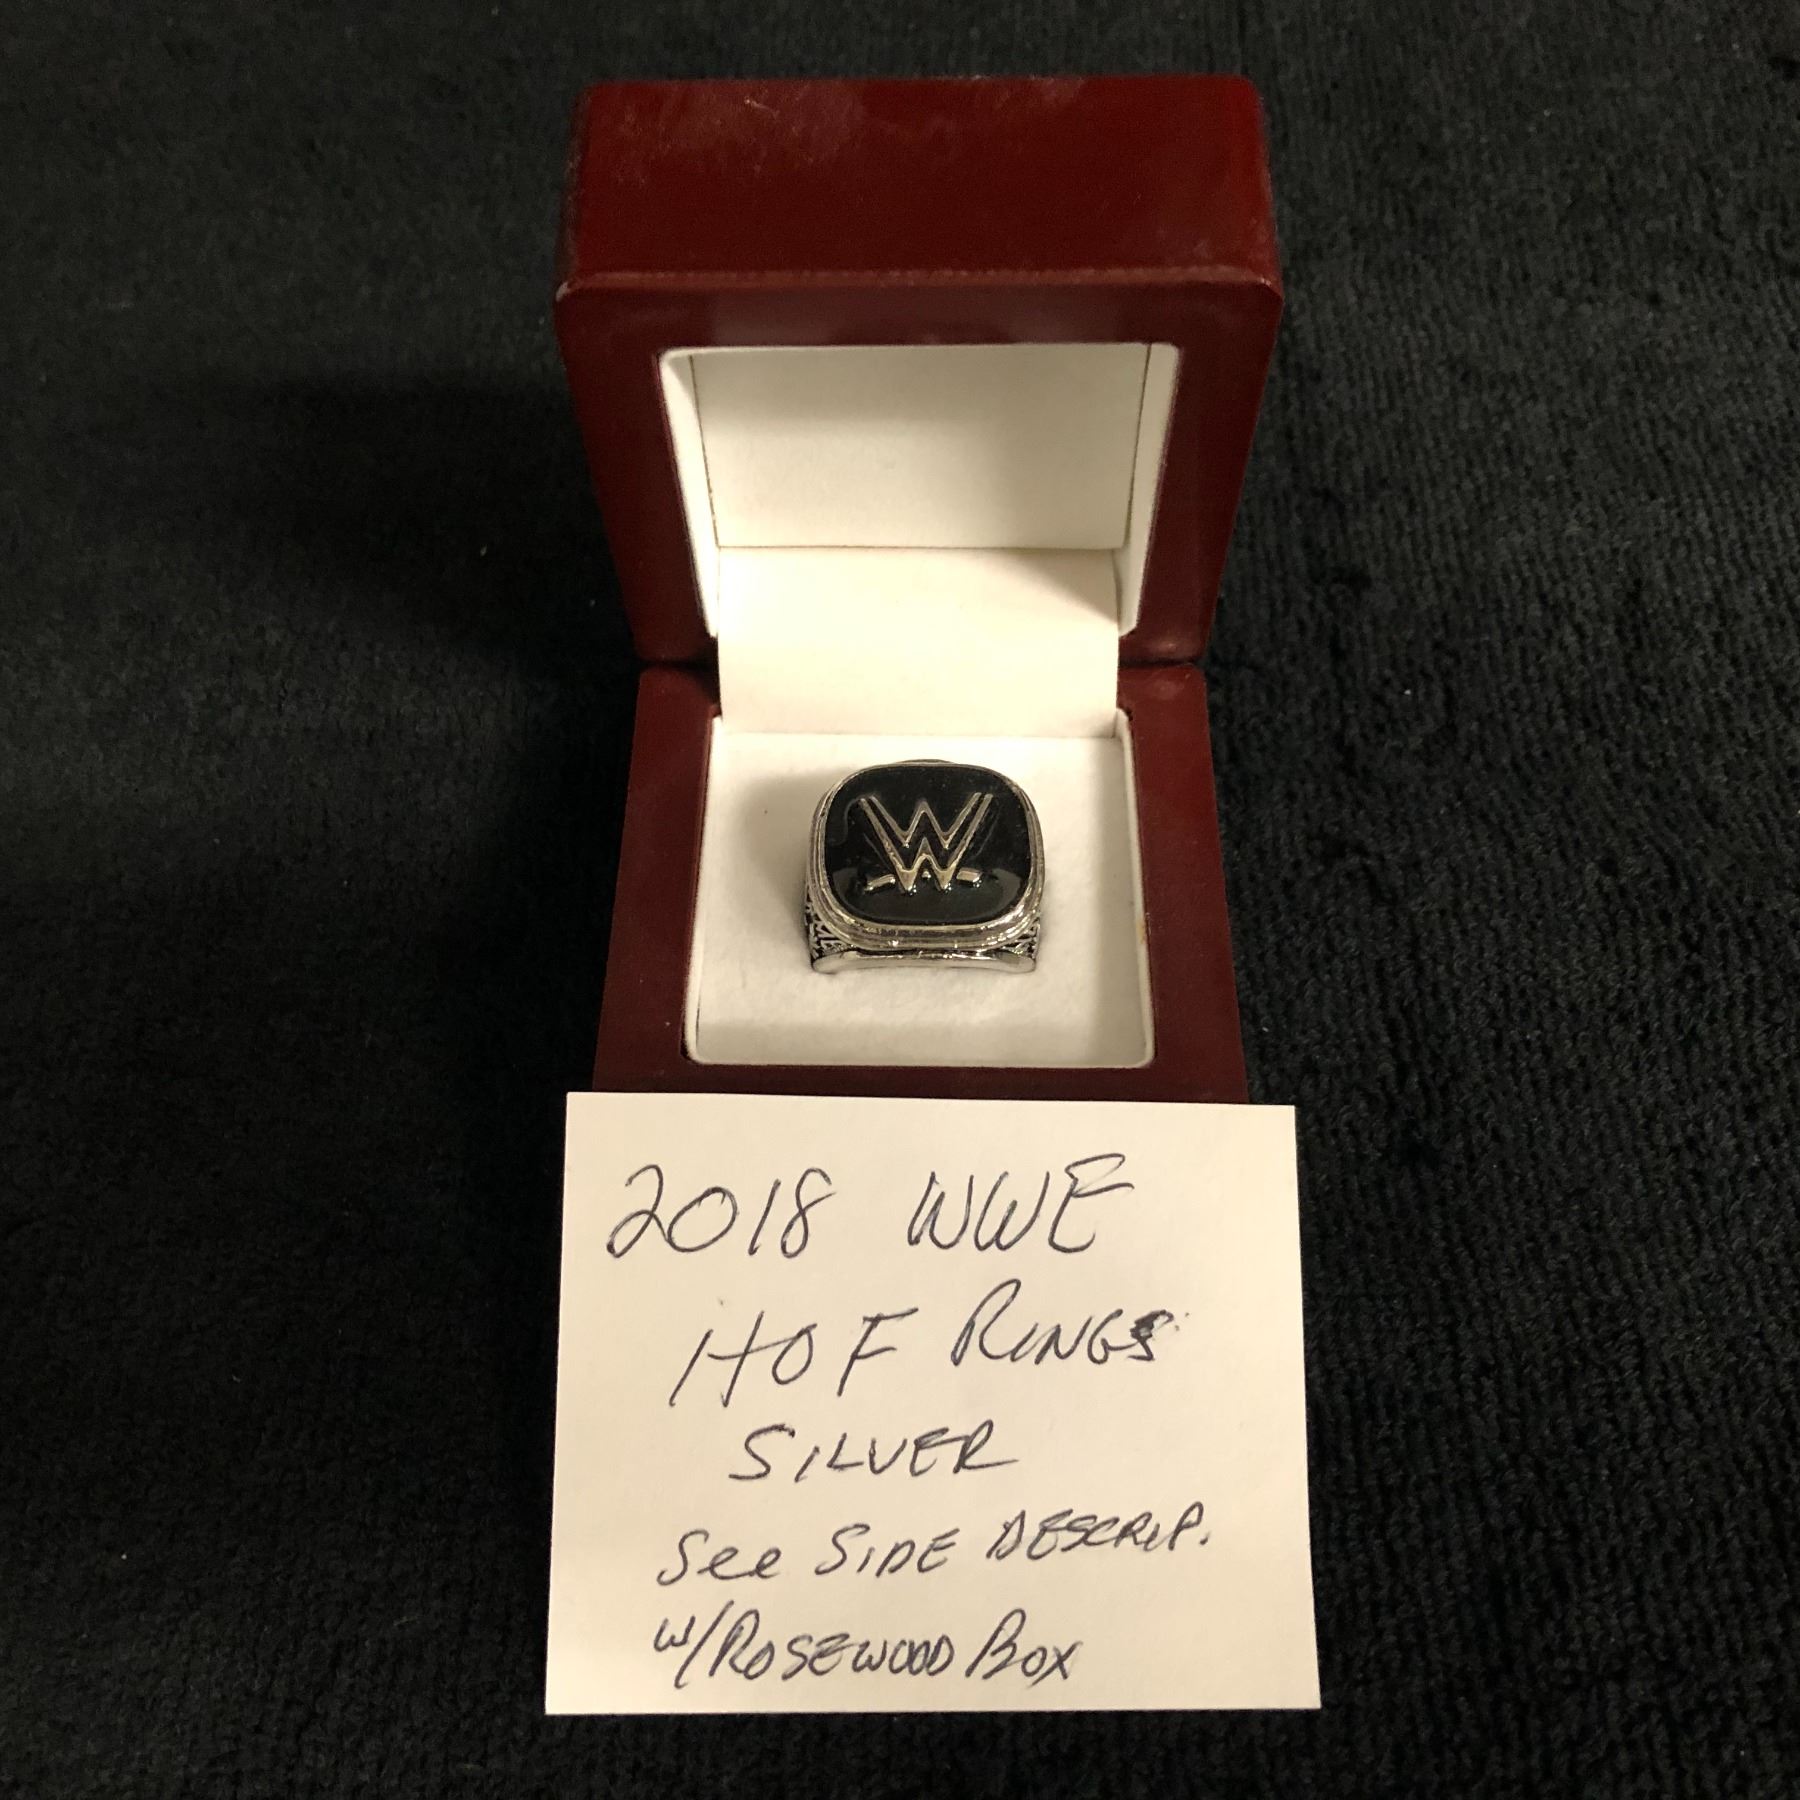 W
2018 WWE
HOF RINGS
SILVER
See SIDE DESCRIP.
w/ROSEWOOD BOX